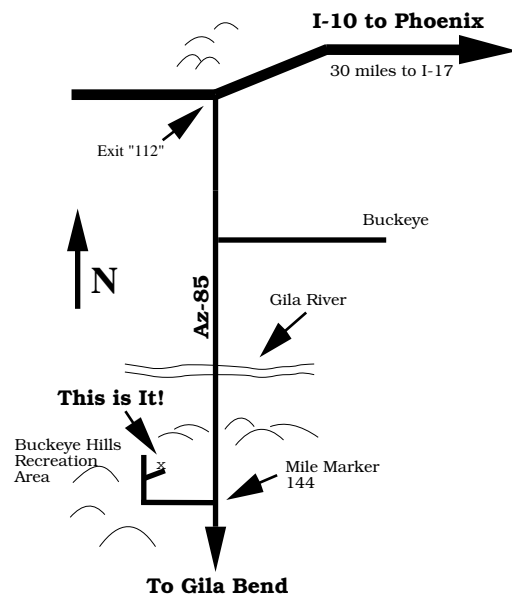 I-10 to Phoenix
30 miles to I-17
Exit "112"
Buckeye
N
Az-85
Gila River
This is It!
Buckeye Hills
Recreation
Area
x
Mile Marker
144
To Gila Bend